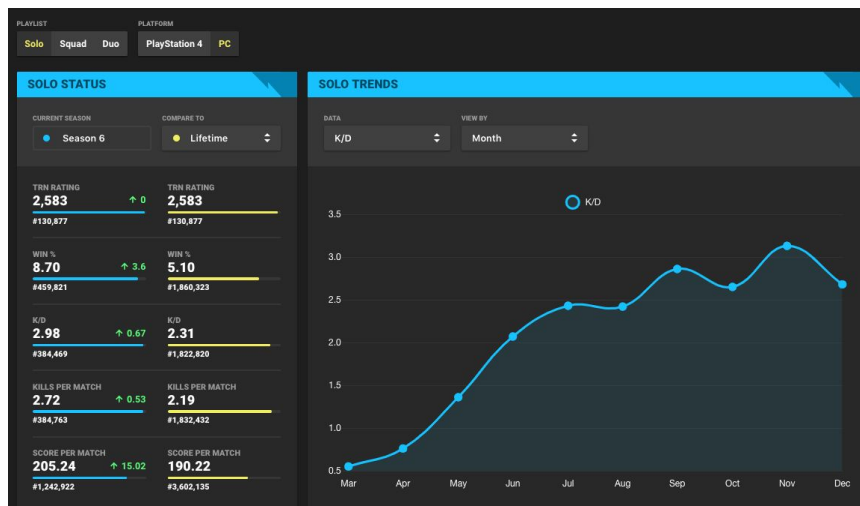 PLAYLIST
PLATFORM
Solo Squad Duo
PlayStation 4 PC
SOLO STATUS
CURRENT SEASON
COMPARE TO
Season 6
Lifetime
TRN RATING
2,583
↑ 0
#130,877
TRN RATING
2,583
#130,877
WIN %
8.70
↑ 3.6
#459,821
WIN %
5.10
#1,860,323
K/D
2.98
↑ 0.67
#384,469
K/D
2.31
#1,822,820
KILLS PER MATCH
2.72
↑ 0.53
#384,763
KILLS PER MATCH
2.19
#1,832,432
SCORE PER MATCH
205.24
↑ 15.02
#1,242,922
SCORE PER MATCH
190.22
#3,602,135
SOLO TRENDS
DATA
VIEW BY
K/D
Month
K/D
3.5
3.0
2.5
2.0
1.5
1.0
0.5
Mar Apr May Jun Jul Aug Sep Oct Nov Dec